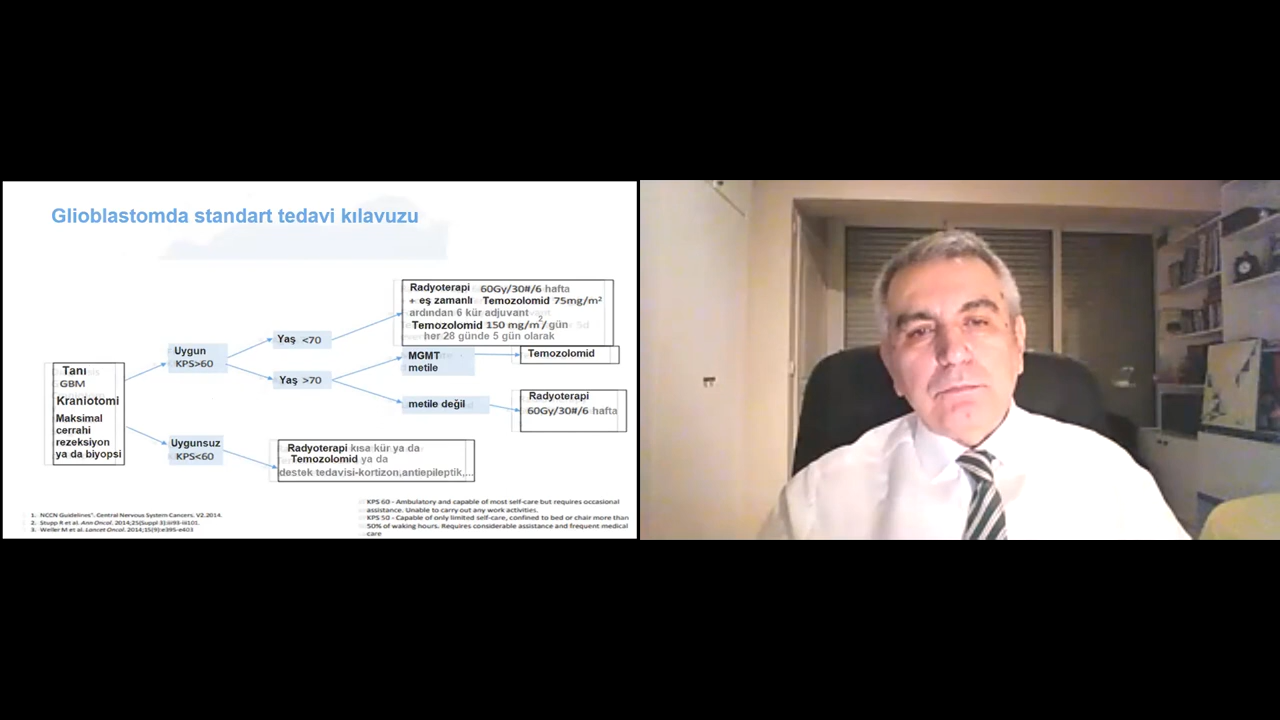 Glioblastomda standart tedavi kılavuzu
Tanı
GBM
Kraniotomi
Maksimal
cerrahi
rezeksiyon
ya da biyopsi
Uygun
KPS>60
Yaş <70
Radyoterapi 60Gy/30#/6 hafta
+ eş zamanlı Temozolomid 75mg/m²
ardından 6 kür adjuvant
Temozolomid 150 mg/m²/ gün
her 28 günde 5 gün olarak
Yaş >70
MGMT
metile
Temozolomid
metile değil
Radyoterapi
60Gy/30#/6 hafta
Uygunsuz
KPS<60
Radyoterapi kısa kür ya da
Temozolomid ya da
destek tedavisi-kortizon,antiepileptik,...
1. NCCN Guidelines®. Central Nervous System Cancers. V2.2014.
2. Stupp R et al. Ann Oncol. 2014;25(Suppl 3):iii93-iii101.
3. Weller M et al. Lancet Oncol. 2014;15(9):e395-e403
KPS 60 - Ambulatory and capable of most self-care but requires occasional
assistance. Unable to carry out any work activities.
KPS 50 - Capable of only limited self-care, confined to bed or chair more than
50% of waking hours. Requires considerable assistance and frequent medical
care